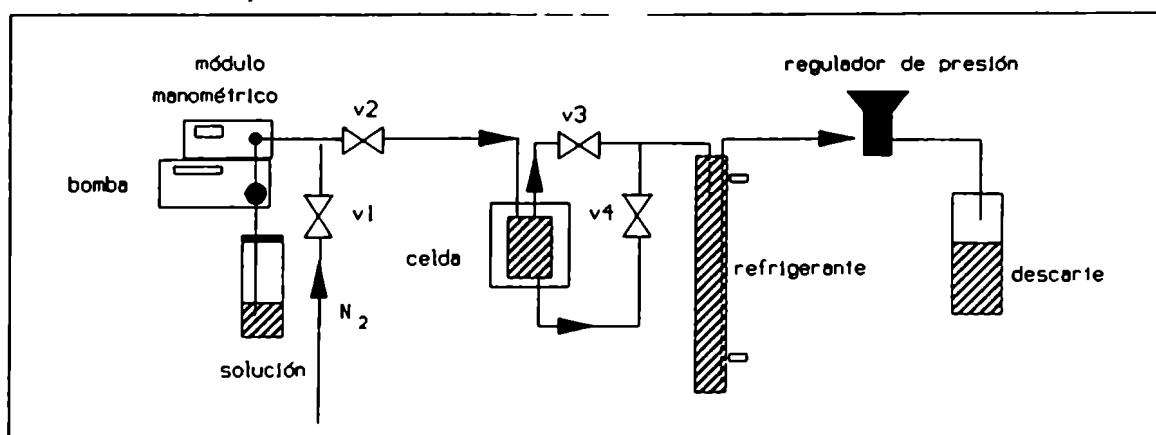 módulo
manométrico
bomba
solución
v1
N2
v2
celda
v3
v4
refrigerante
regulador de presión
descarte